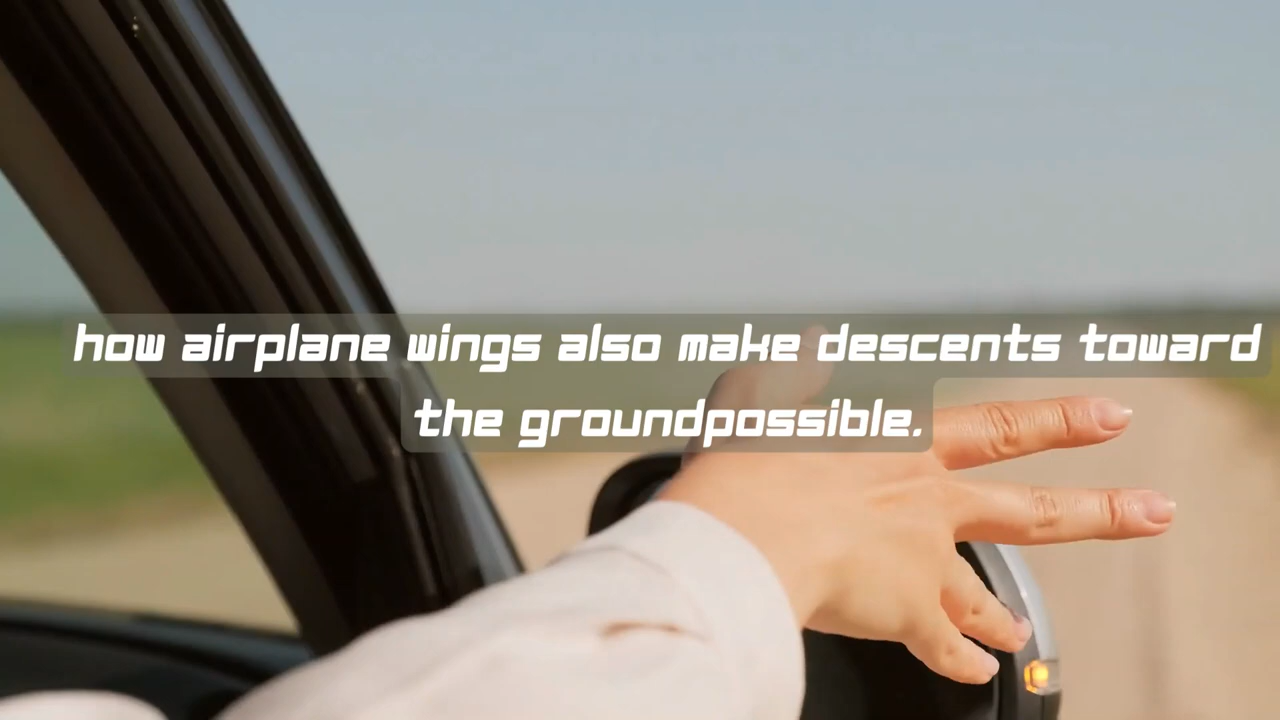 how airplane wings also make descents toward
the groundpossible.